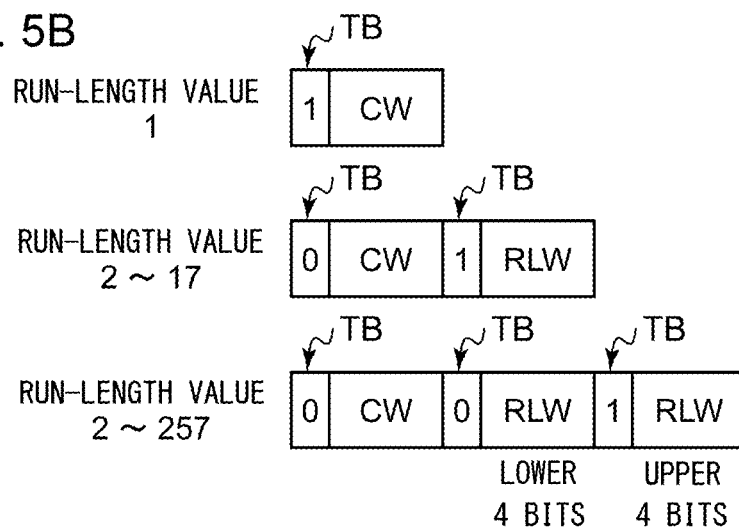 . 5B
TB
RUN-LENGTH VALUE
1
1 CW
TB TB
RUN-LENGTH VALUE
2 ~ 17
0 CW 1 RLW
TB TB TB
RUN-LENGTH VALUE
2 ~ 257
0 CW 0 RLW 1 RLW
LOWER UPPER
4 BITS 4 BITS